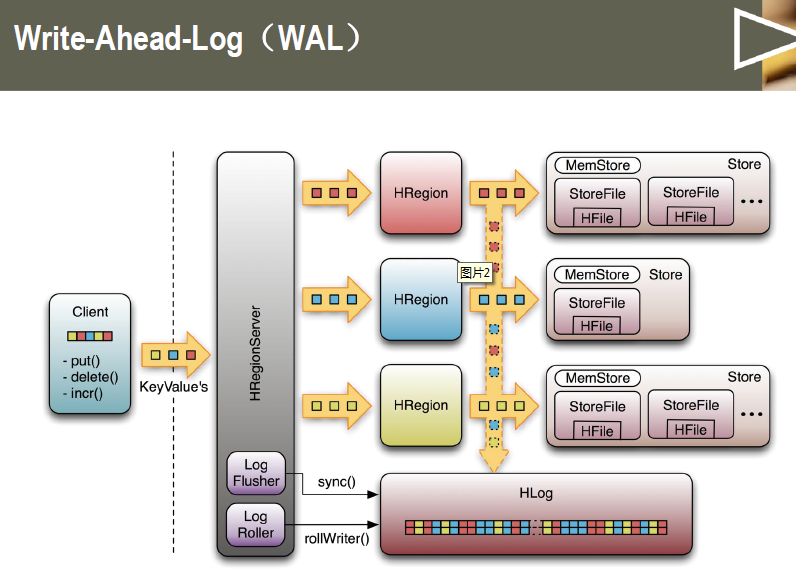 Write-Ahead-Log（WAL）
Client
- put()
- delete()
- incr()
KeyValue's
HRegionServer
Log
Flusher
Log
Roller
sync()
rollWriter()
HRegion
MemStore
Store
StoreFile
HFile
StoreFile
HFile
...
图片2
HRegion
MemStore
Store
StoreFile
HFile
HRegion
MemStore
Store
StoreFile
HFile
StoreFile
HFile
...
HLog